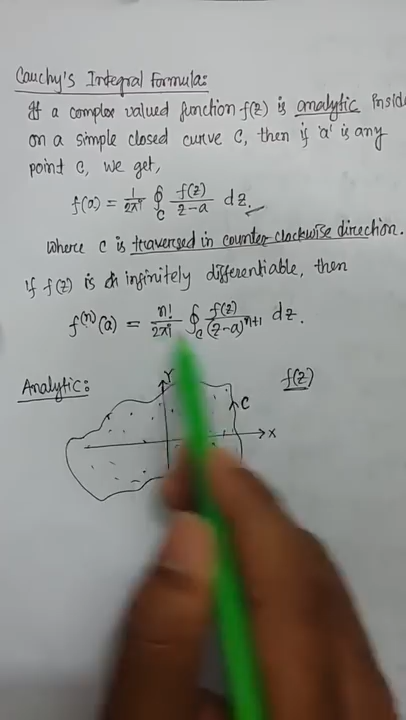 Cauchy's Integral Formula:
If a complex valued function f(z) is analytic inside
on a simple closed curve C, then if 'a' is any
point C, we get,
f(a) = 1/2πi ∮_C f(z)/z-a dz.
where C is traversed in counter clockwise direction.
If f(z) is infinitely differentiable, then
f^(n)(a) = n!/2πi ∮_C f(z)/(z-a)^n+1 dz.
Analytic:
Y
f(z)
C
X